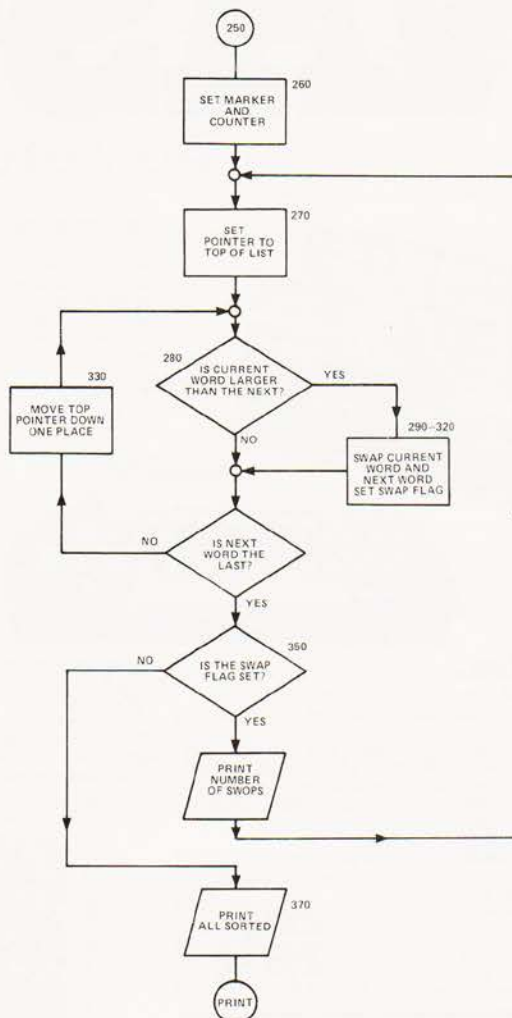 250
260
SET MARKER
AND
COUNTER
270
SET
POINTER TO
TOP OF LIST
280
IS CURRENT
WORD LARGER
THAN THE NEXT?
YES
NO
330
MOVE TOP
POINTER DOWN
ONE PLACE
290–320
SWAP CURRENT
WORD AND
NEXT WORD
SET SWAP FLAG
NO
IS NEXT
WORD THE
LAST?
YES
NO
350
IS THE SWAP
FLAG SET?
YES
PRINT
NUMBER
OF SWOPS
370
PRINT
ALL SORTED
PRINT